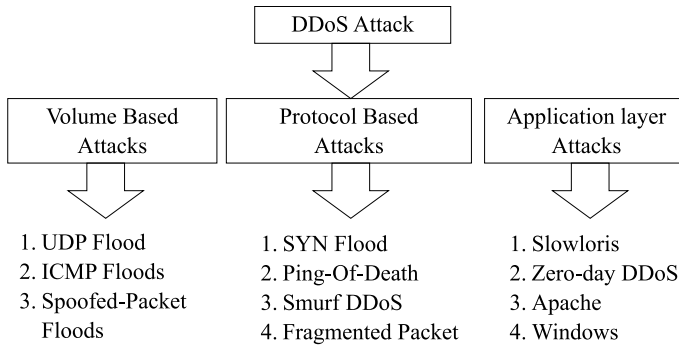 DDoS Attack
Volume Based
Attacks
Protocol Based
Attacks
Application layer
Attacks
1. UDP Flood
2. ICMP Floods
3. Spoofed-Packet
Floods
1. SYN Flood
2. Ping-Of-Death
3. Smurf DDoS
4. Fragmented Packet
1. Slowloris
2. Zero-day DDoS
3. Apache
4. Windows